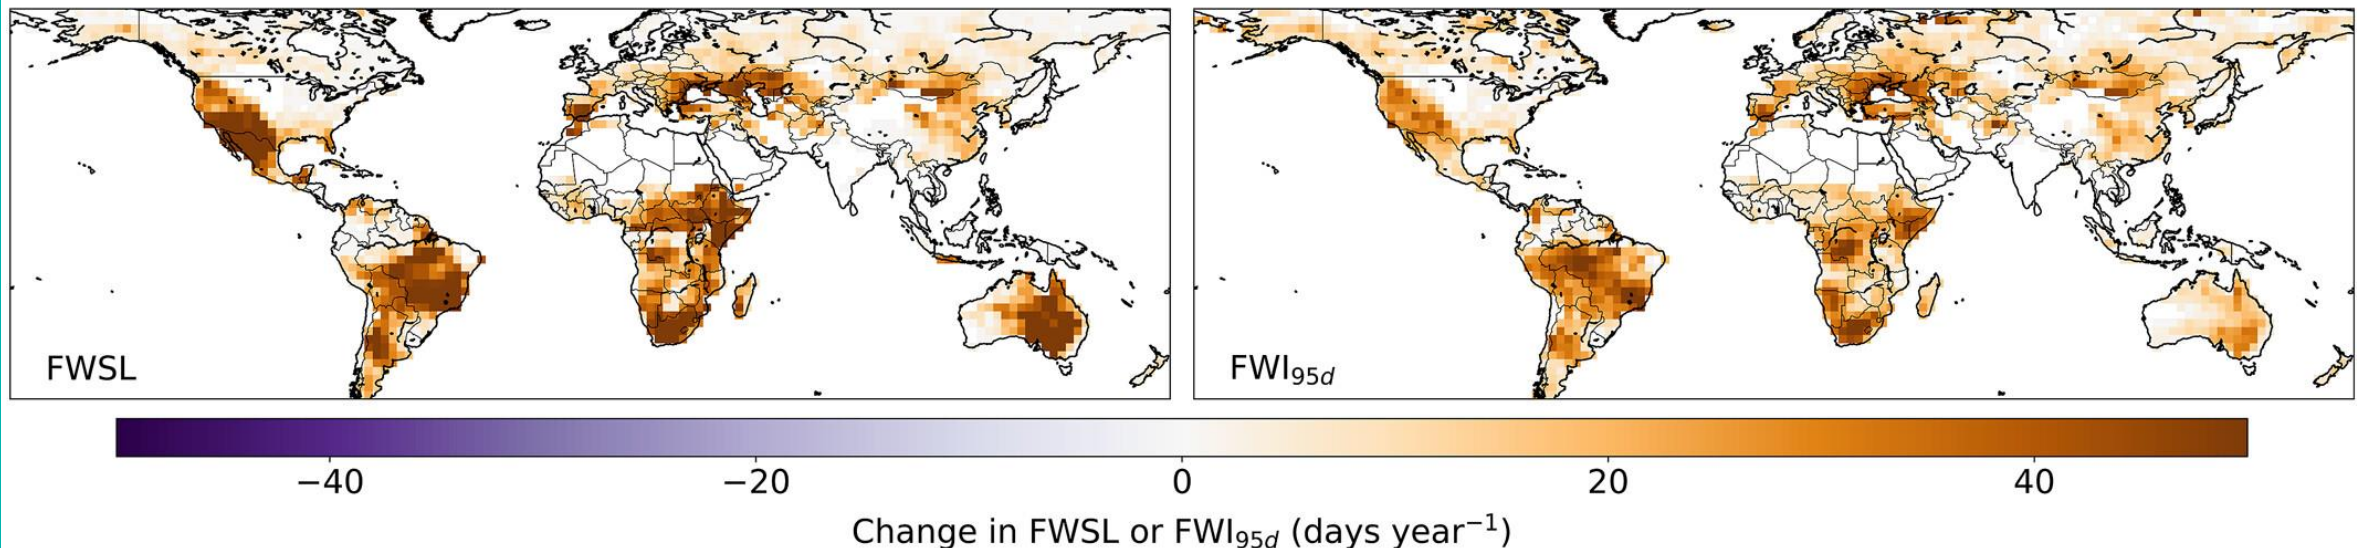 FWSL
FWI95d
−40 −20 0 20 40
Change in FWSL or FWI95d (days year−1)